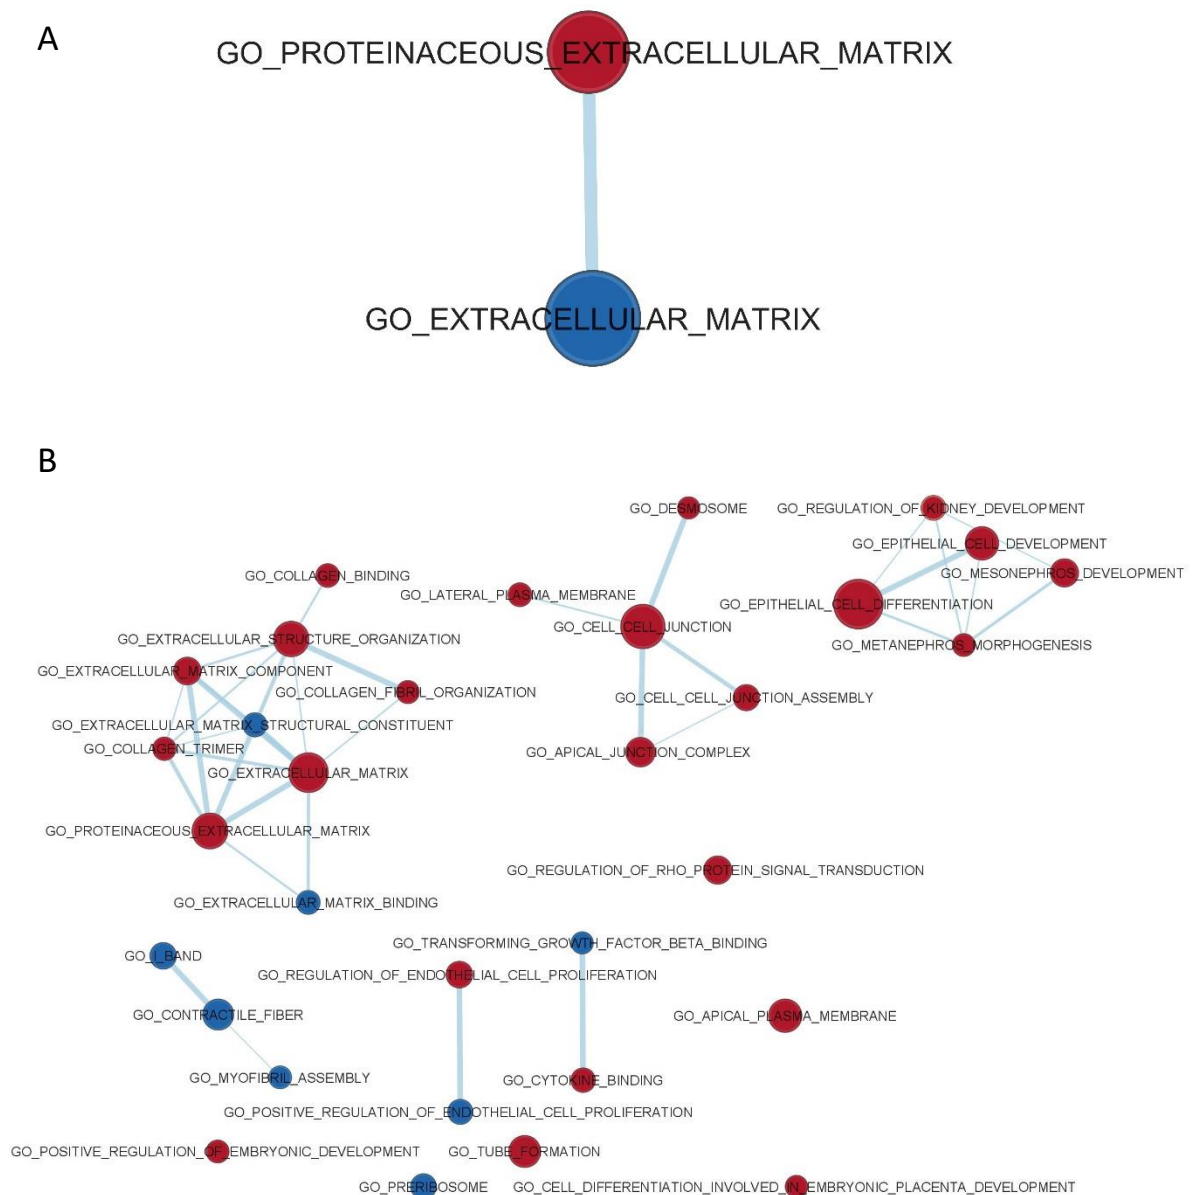 A
GO_PROTEINACEOUS_EXTRACELLULAR_MATRIX
GO_EXTRACELLULAR_MATRIX
B
GO_DESMOSOME
GO_REGULATION_OF_KIDNEY_DEVELOPMENT
GO_EPITHELIAL_CELL_DEVELOPMENT
GO_COLLAGEN_BINDING
GO_MESONEPHROS_DEVELOPMENT
GO_LATERAL_PLASMA_MEMBRANE
GO_EPITHELIAL_CELL_DIFFERENTIATION
GO_CELL_CELL_JUNCTION
GO_EXTRACELLULAR_STRUCTURE_ORGANIZATION
GO_METANEPHROS_MORPHOGENESIS
GO_EXTRACELLULAR_MATRIX_COMPONENT
GO_COLLAGEN_FIBRIL_ORGANIZATION
GO_CELL_CELL_JUNCTION_ASSEMBLY
GO_EXTRACELLULAR_MATRIX_STRUCTURAL_CONSTITUENT
GO_COLLAGEN_TRIMER
GO_APICAL_JUNCTION_COMPLEX
GO_EXTRACELLULAR_MATRIX
GO_PROTEINACEOUS_EXTRACELLULAR_MATRIX
GO_REGULATION_OF_RHO_PROTEIN_SIGNAL_TRANSDUCTION
GO_EXTRACELLULAR_MATRIX_BINDING
GO_TRANSFORMING_GROWTH_FACTOR_BETA_BINDING
GO_I_BAND
GO_REGULATION_OF_ENDOTHELIAL_CELL_PROLIFERATION
GO_CONTRACTILE_FIBER
GO_APICAL_PLASMA_MEMBRANE
GO_MYOFIBRIL_ASSEMBLY
GO_CYTOKINE_BINDING
GO_POSITIVE_REGULATION_OF_ENDOTHELIAL_CELL_PROLIFERATION
GO_POSITIVE_REGULATION_OF_EMBRYONIC_DEVELOPMENT
GO_TUBE_FORMATION
GO_PRERIBOSOME
GO_CELL_DIFFERENTIATION_INVOLVED_IN_EMBRYONIC_PLACENTA_DEVELOPMENT